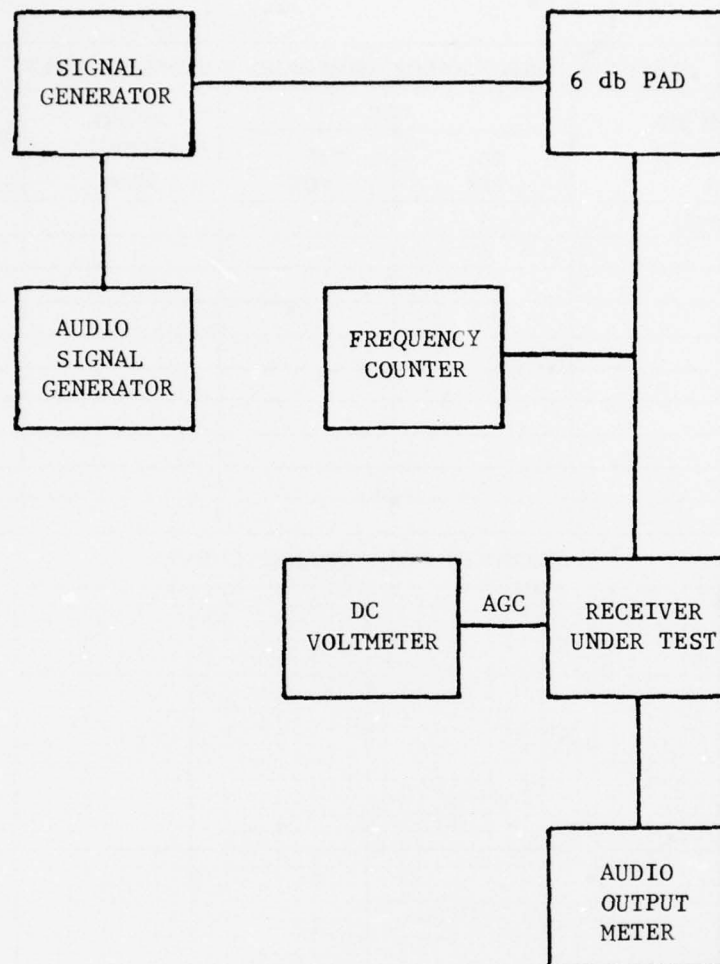 SIGNAL
GENERATOR
6 db PAD
AUDIO
SIGNAL
GENERATOR
FREQUENCY
COUNTER
DC
VOLTMETER
AGC
RECEIVER
UNDER TEST
AUDIO
OUTPUT
METER